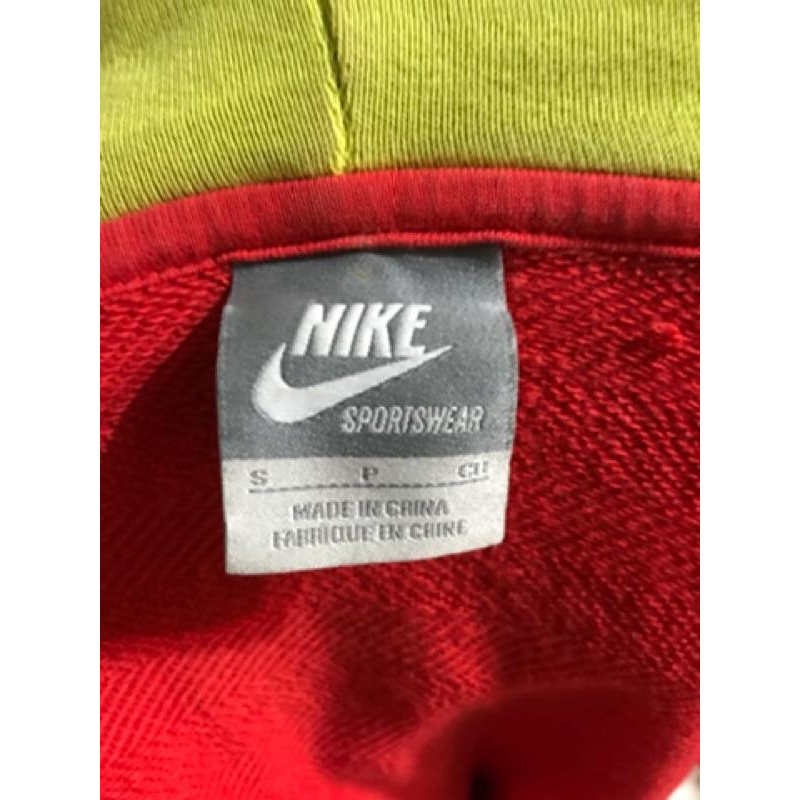 NIKE
SPORTSWEAR
S P CH
MADE IN CHINA
FABRIQUE EN CHINE